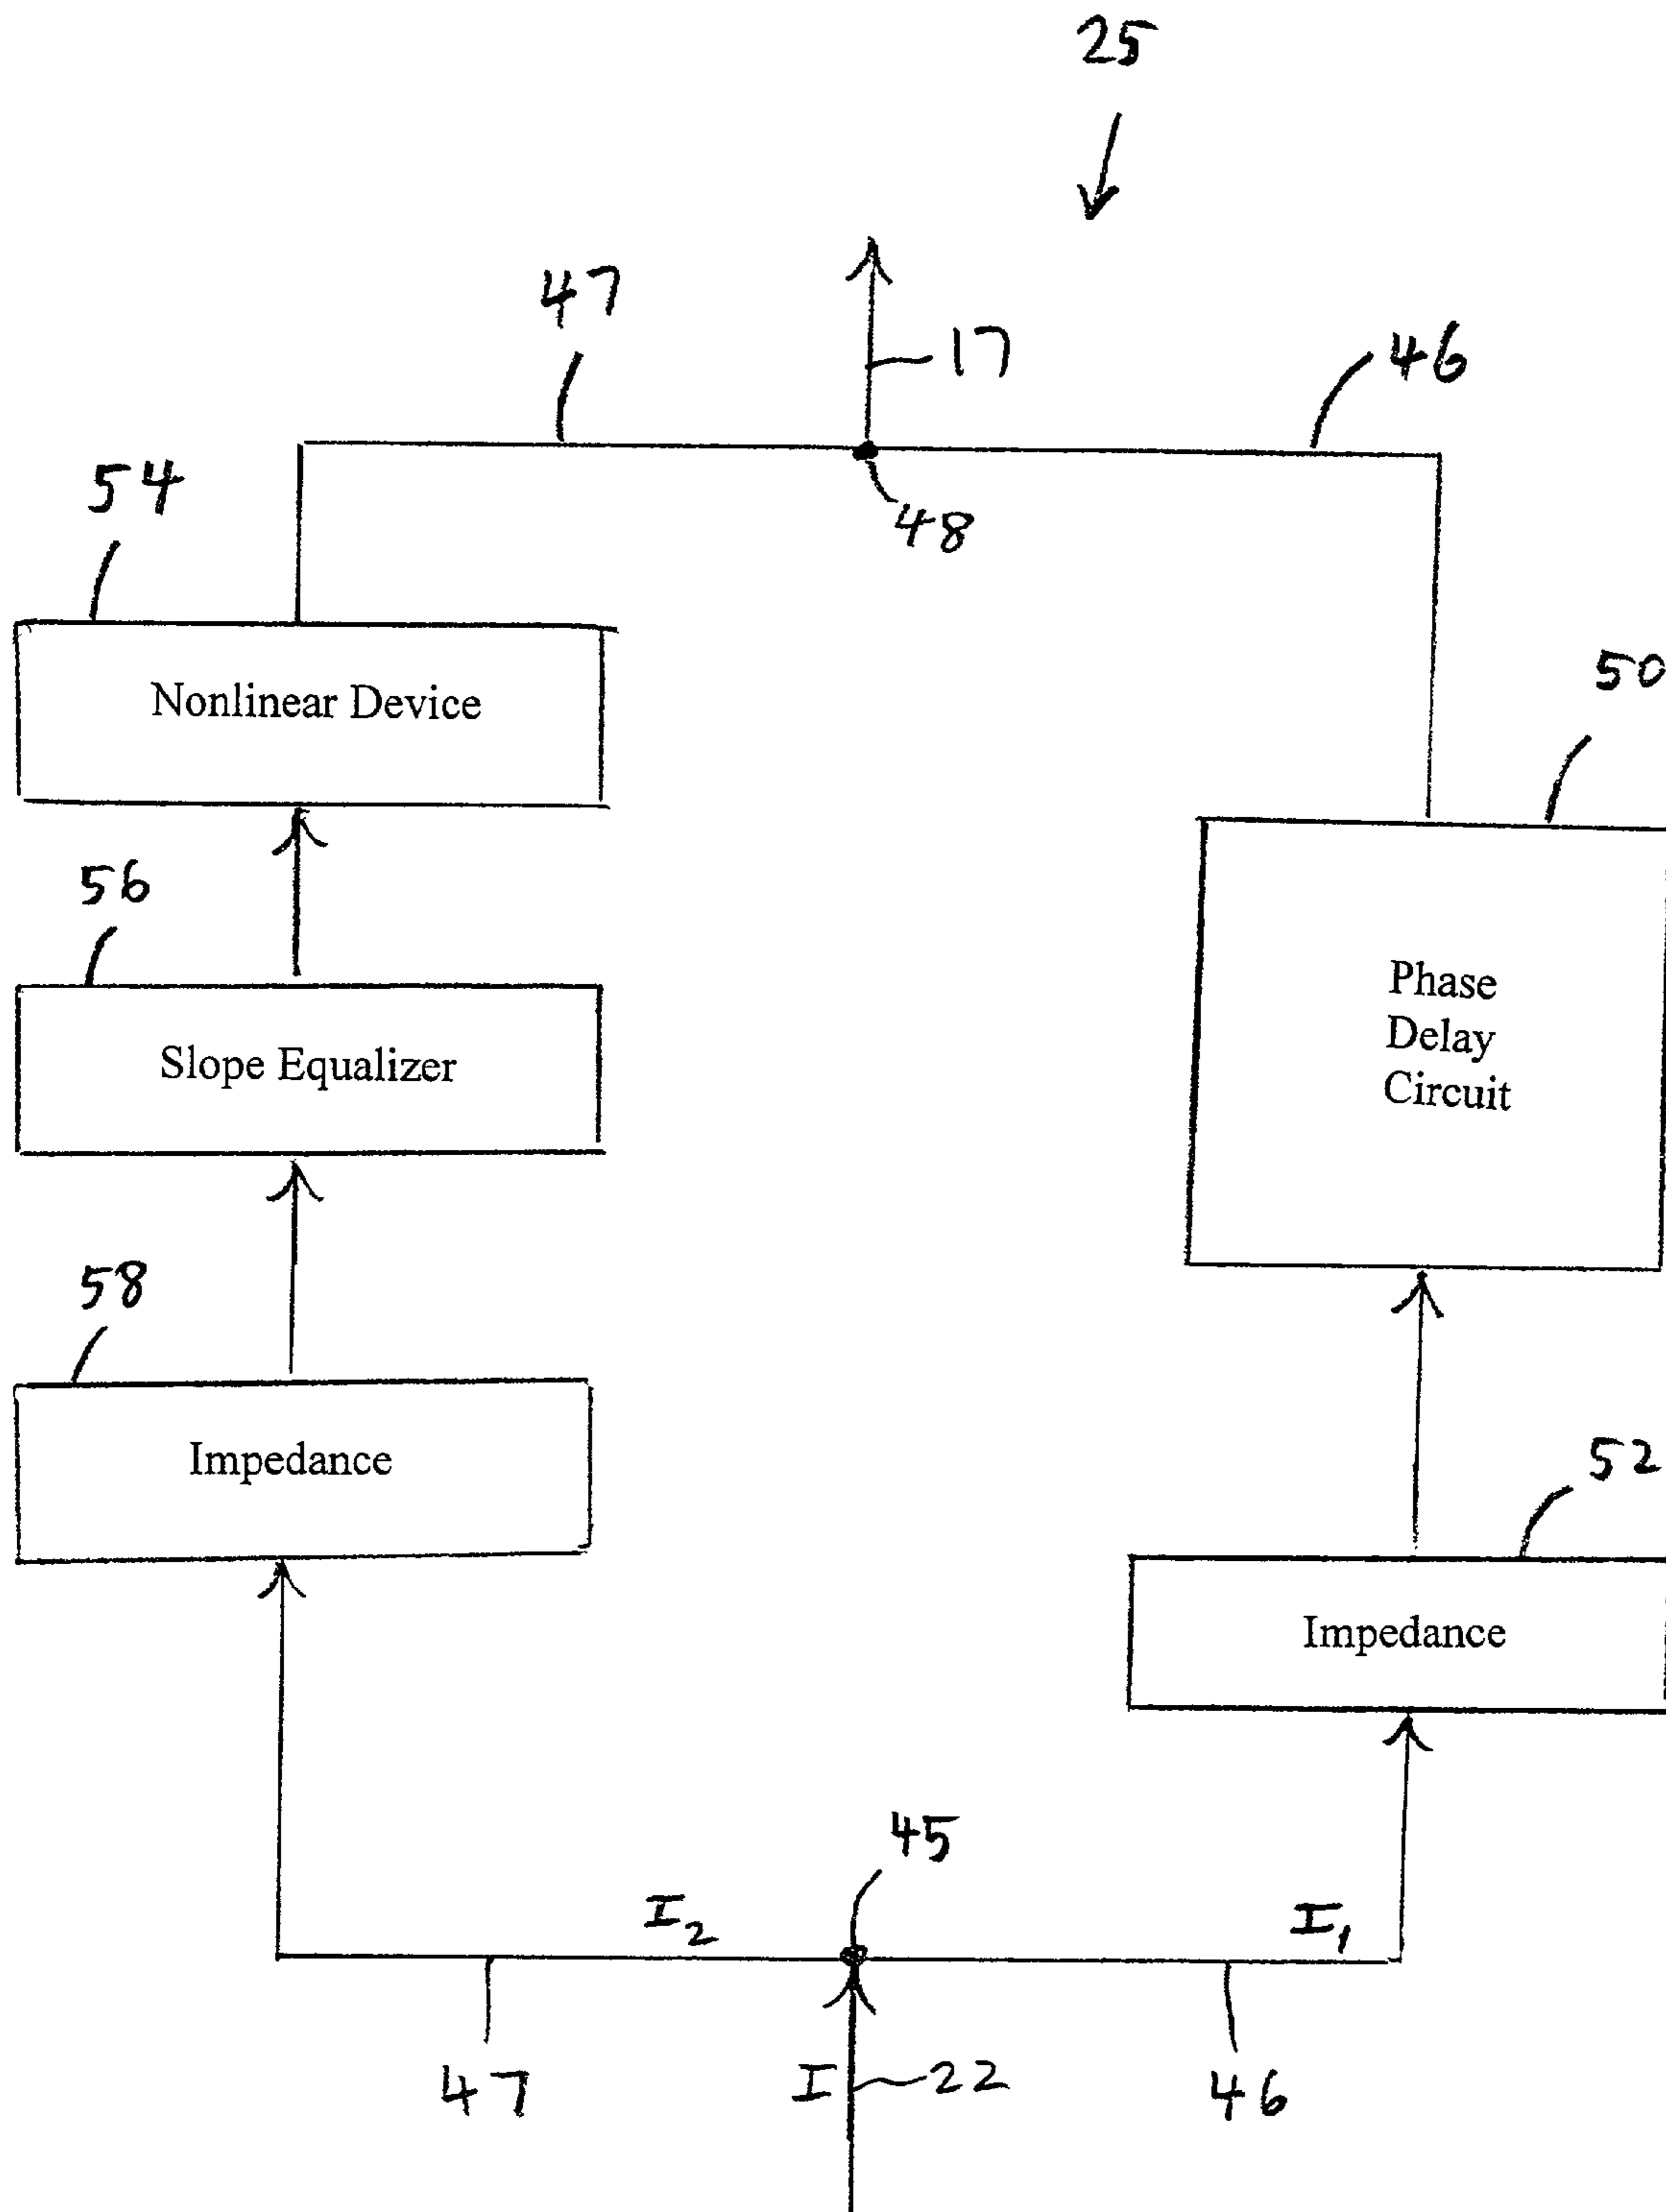 25
47
17
46
54
48
Nonlinear Device
50
56
Phase
Delay
Circuit
Slope Equalizer
58
Impedance
52
Impedance
45
I₂
I₁
47
I
22
46